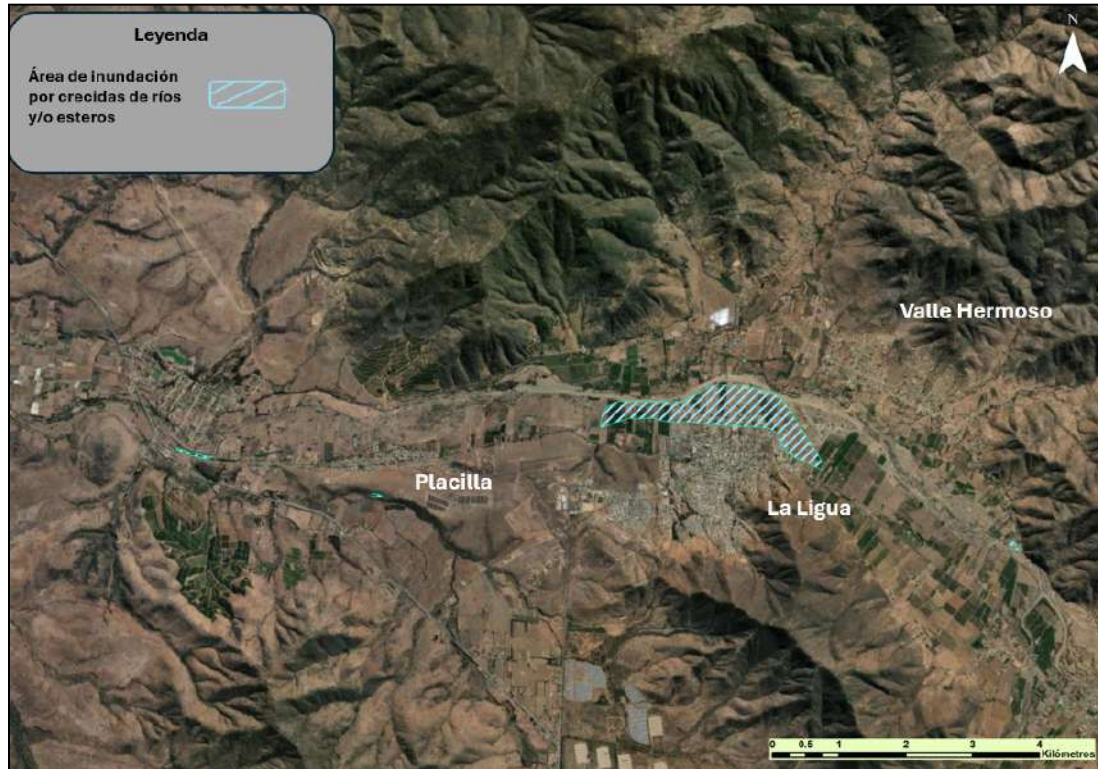 Leyenda
Área de inundación
por crecidas de ríos
y/o esteros
N
Valle Hermoso
Placilla
La Ligua
0 0.5 1 2 3 4
Kilómetros